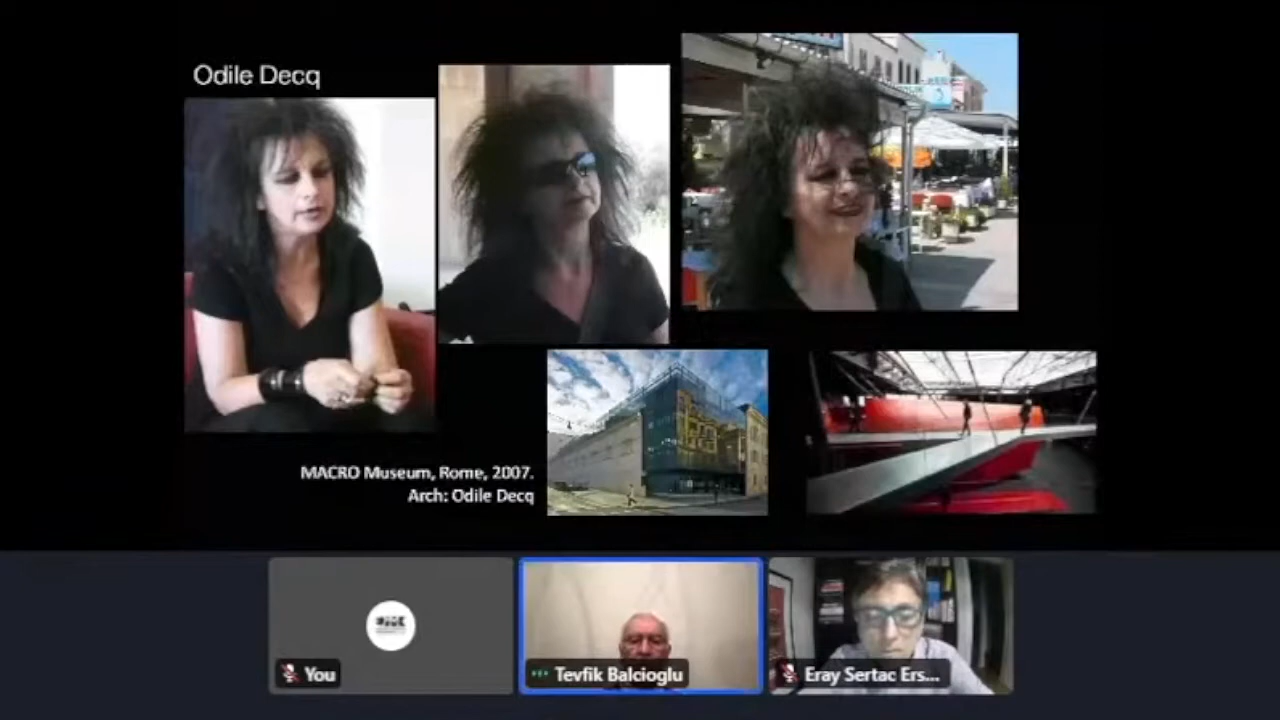 Odile Decq
MACRO Museum, Rome, 2007.
Arch: Odile Decq
You
Tevfik Balcioglu
Eray Sertac Ers...